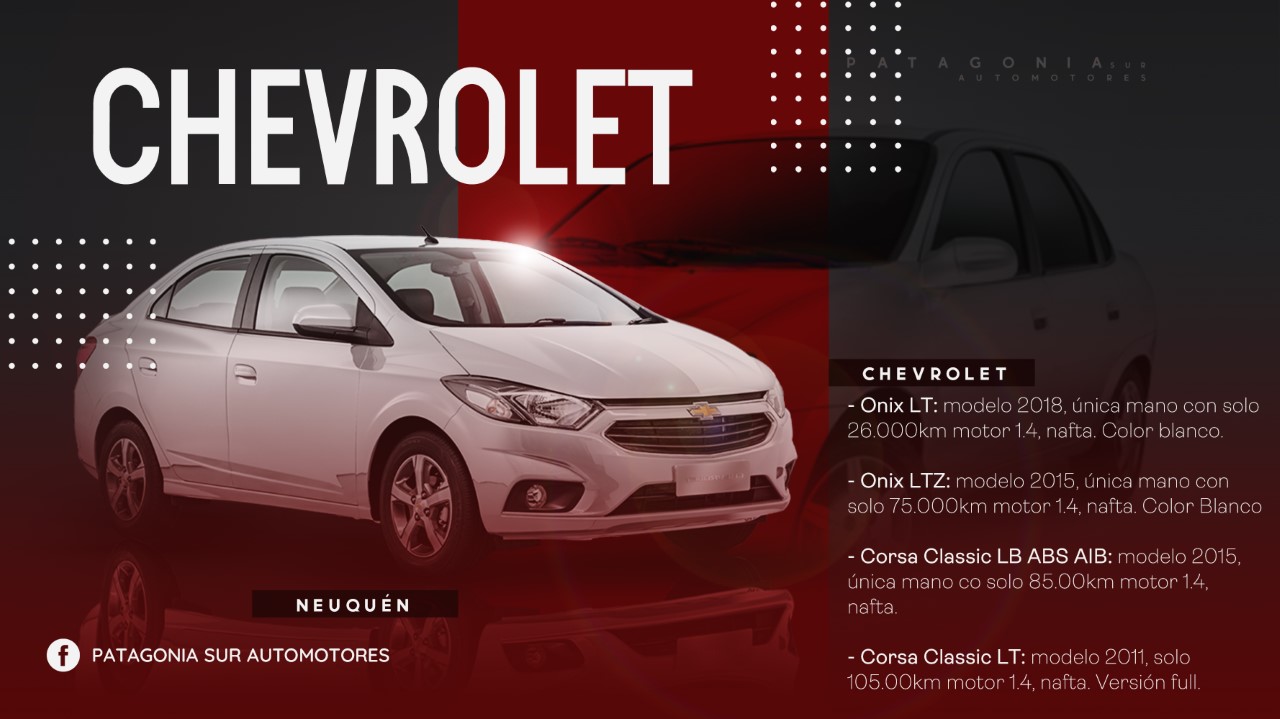 CHEVROLET
PATAGONIA SUR
AUTOMOTORES
CHEVROLET
- Onix LT: modelo 2018, única mano con solo
26.000km motor 1.4, nafta. Color blanco.
- Onix LTZ: modelo 2015, única mano con
solo 75.000km motor 1.4, nafta. Color Blanco
- Corsa Classic LB ABS AIB: modelo 2015,
única mano co solo 85.00km motor 1.4,
nafta.
- Corsa Classic LT: modelo 2011, solo
105.00km motor 1.4, nafta. Versión full.
NEUQUÉN
f PATAGONIA SUR AUTOMOTORES